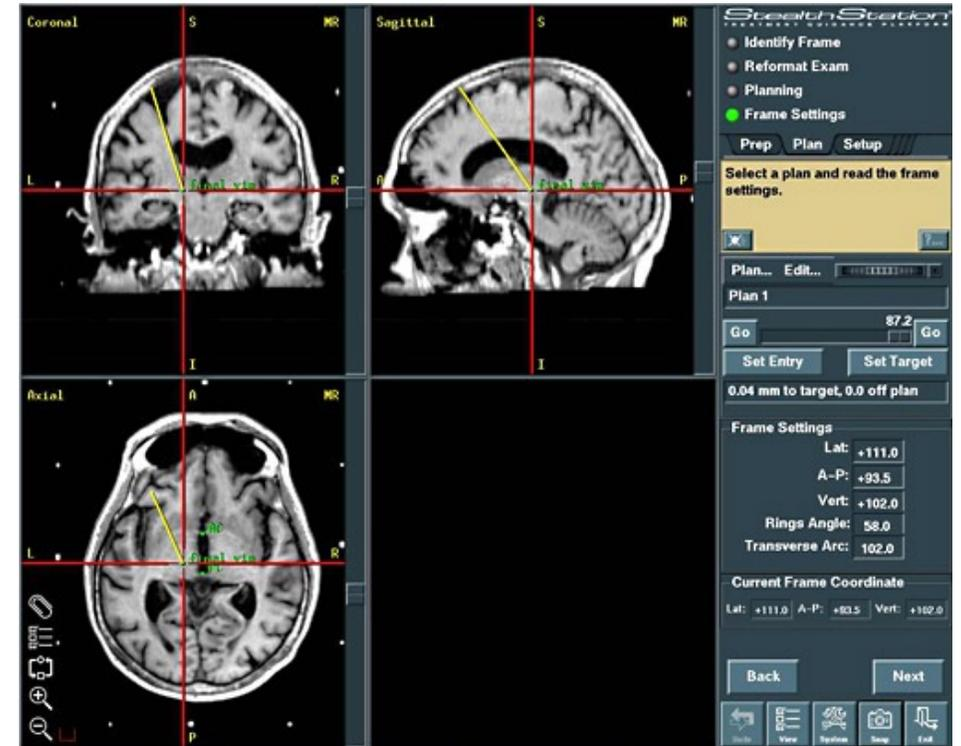 Coronal S MR
L R
final vim
I
Sagittal S MR
A P
final vim
I
Axial A MR
AC
L R
final vim
P
StealthStation
TREATMENT GUIDANCE PLATFORM
Identify Frame
Reformat Exam
Planning
Frame Settings
Prep Plan Setup
Select a plan and read the frame
settings.
?...
Plan... Edit...
Plan 1
87.2
Go Go
Set Entry Set Target
0.04 mm to target, 0.0 off plan
Frame Settings
Lat: +111.0
A-P: +93.5
Vert: +102.0
Rings Angle: 58.0
Transverse Arc: 102.0
Current Frame Coordinate
Lat: +111.0 A-P: +93.5 Vert: +102.0
Back Next
Undo View System Snap Exit